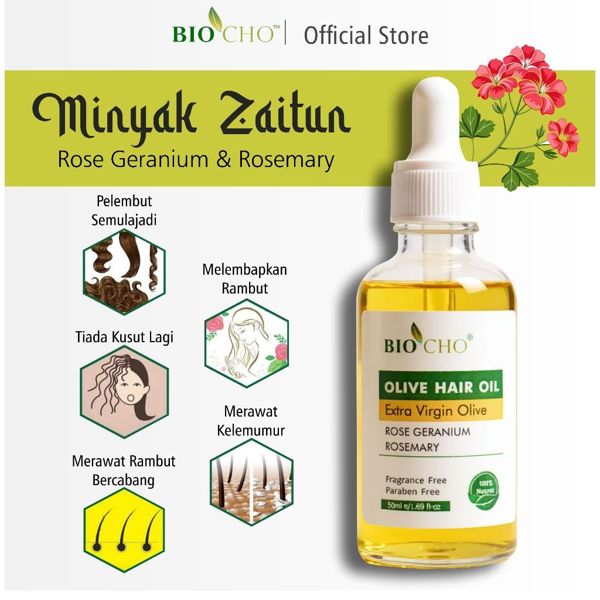 BIO CHO™ | Official Store
Minyak Zaitun
Rose Geranium & Rosemary
Pelembut
Semulajadi
Melembapkan
Rambut
Tiada Kusut Lagi
Merawat
Kelemumur
Merawat Rambut
Bercabang
BIO CHO®
OLIVE HAIR OIL
Extra Virgin Olive
ROSE GERANIUM
ROSEMARY
Fragrance Free
Paraben Free
100%
Natural
50ml e/1.69 fl-oz